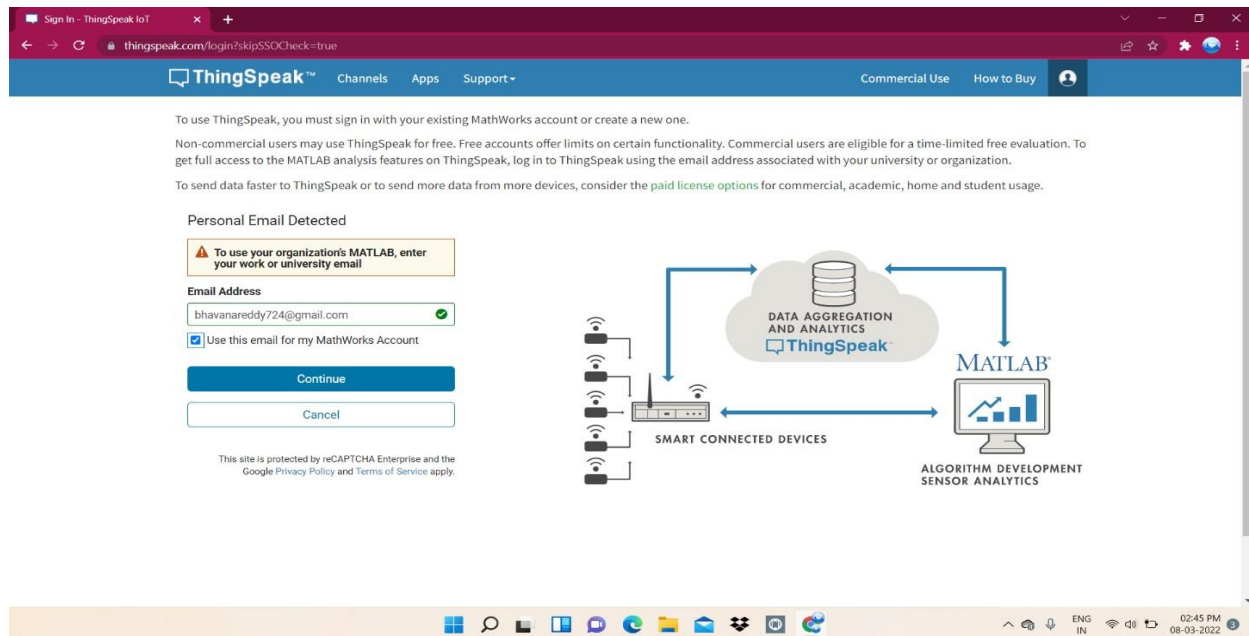 Sign In - ThingSpeak IoT
thingspeak.com/login?skipSSOCheck=true
ThingSpeak™ Channels Apps Support Commercial Use How to Buy
To use ThingSpeak, you must sign in with your existing MathWorks account or create a new one.
Non-commercial users may use ThingSpeak for free. Free accounts offer limits on certain functionality. Commercial users are eligible for a time-limited free evaluation. To
get full access to the MATLAB analysis features on ThingSpeak, log in to ThingSpeak using the email address associated with your university or organization.
To send data faster to ThingSpeak or to send more data from more devices, consider the paid license options for commercial, academic, home and student usage.
Personal Email Detected
To use your organization's MATLAB, enter
your work or university email
Email Address
bhavanareddy724@gmail.com
Use this email for my MathWorks Account
Continue
Cancel
This site is protected by reCAPTCHA Enterprise and the
Google Privacy Policy and Terms of Service apply.
DATA AGGREGATION
AND ANALYTICS
ThingSpeak™
MATLAB®
SMART CONNECTED DEVICES
ALGORITHM DEVELOPMENT
SENSOR ANALYTICS
ENG
IN
02:45 PM
08-03-2022
3